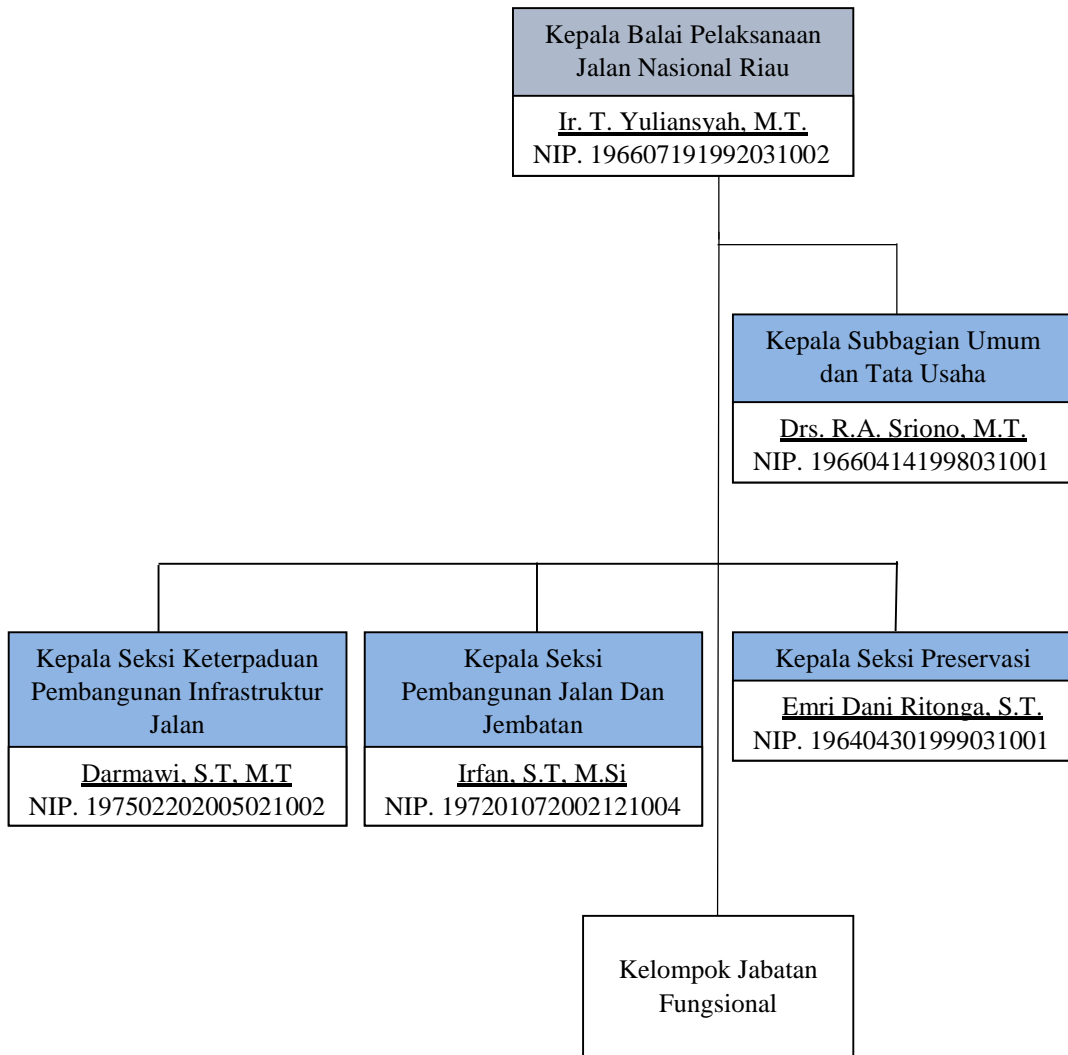 Kepala Balai Pelaksanaan
Jalan Nasional Riau
Ir. T. Yuliansyah, M.T.
NIP. 196607191992031002
Kepala Subbagian Umum
dan Tata Usaha
Drs. R.A. Sriono, M.T.
NIP. 196604141998031001
Kepala Seksi Keterpaduan
Pembangunan Infrastruktur
Jalan
Darmawi, S.T, M.T
NIP. 197502202005021002
Kepala Seksi
Pembangunan Jalan Dan
Jembatan
Irfan, S.T, M.Si
NIP. 197201072002121004
Kepala Seksi Preservasi
Emri Dani Ritonga, S.T.
NIP. 196404301999031001
Kelompok Jabatan
Fungsional